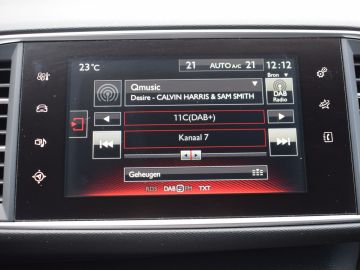 23 °C 21 AUTO A/C 21 12:12
Bron
Qmusic
Desire - CALVIN HARRIS & SAM SMITH
DAB
Radio
11C(DAB+)
Kanaal 7
Geheugen
RDS DAB FM TXT